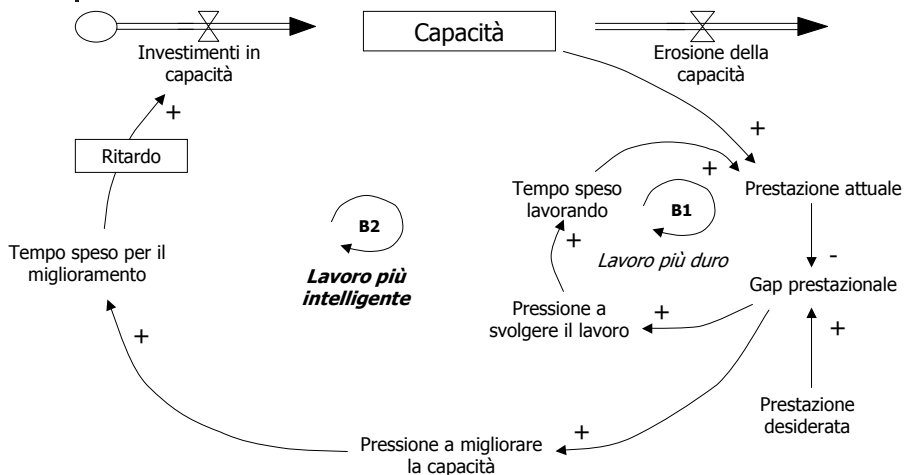 Capacità
Investimenti in
capacità
Erosione della
capacità
+
+
Ritardo
+
Tempo speso
lavorando
B1
Prestazione attuale
B2
+
Tempo speso per il
miglioramento
Lavoro più duro
-
Lavoro più
intelligente
Gap prestazionale
Pressione a
svolgere il lavoro
+
+
+
Prestazione
desiderata
+
Pressione a migliorare
la capacità